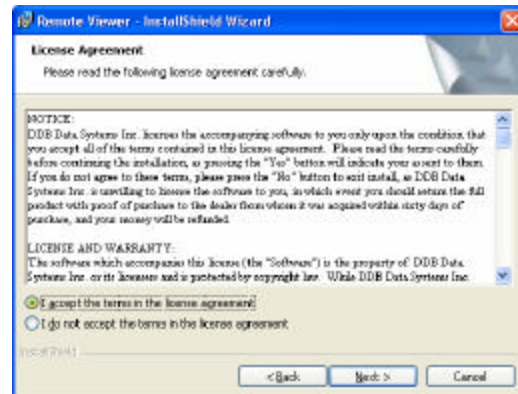 Remote Viewer - InstallShield Wizard
License Agreement
Please read the following license agreement carefully.
NOTICE:
DDB Data Systems Inc. licenses the accompanying software to you only upon the condition that
you accept all of the terms contained in this license agreement. Please read the terms carefully
before continuing the installation, as pressing the "Yes" button will indicate your assent to them.
If you do not agree to these terms, please press the "No" button to exit install, as DDB Data
Systems Inc. is unwilling to license the software to you, in which event you should return the full
product with proof of purchase to the dealer from whom it was acquired within sixty days of
purchase, and your money will be refunded.
LICENSE AND WARRANTY:
The software which accompanies this license (the "Software") is the property of DDB Data
Systems Inc. or its licensors and is protected by copyright law. While DDB Data Systems Inc.
I accept the terms in the license agreement
I do not accept the terms in the license agreement
InstallShield
< Back
Next >
Cancel